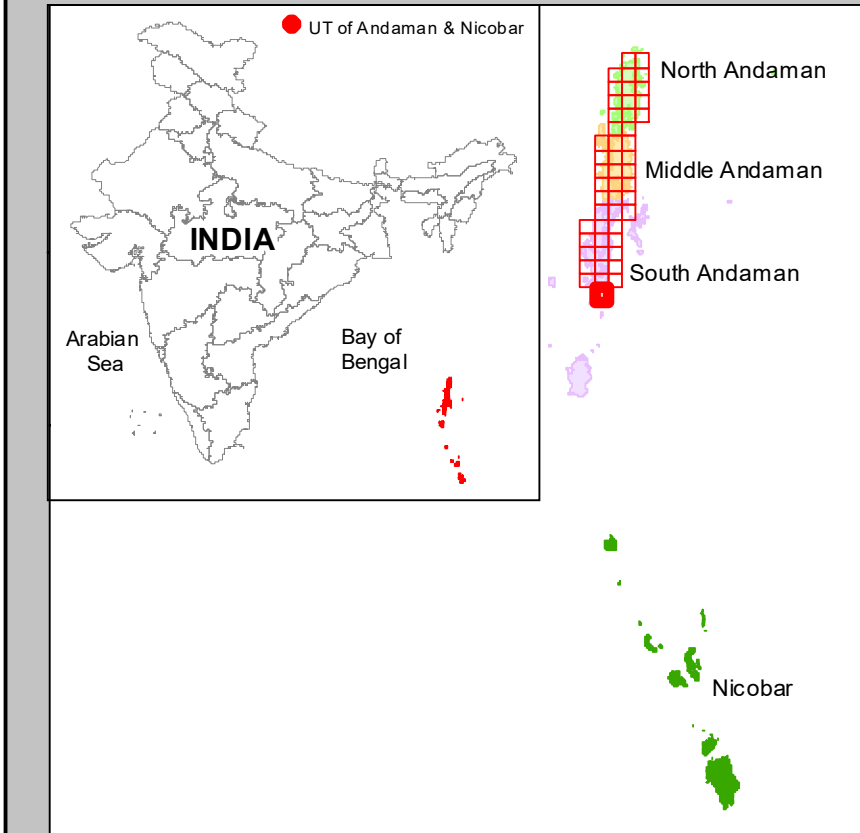 UT of Andaman & Nicobar
North Andaman
Middle Andaman
INDIA
South Andaman
Arabian
Sea
Bay of
Bengal
Nicobar